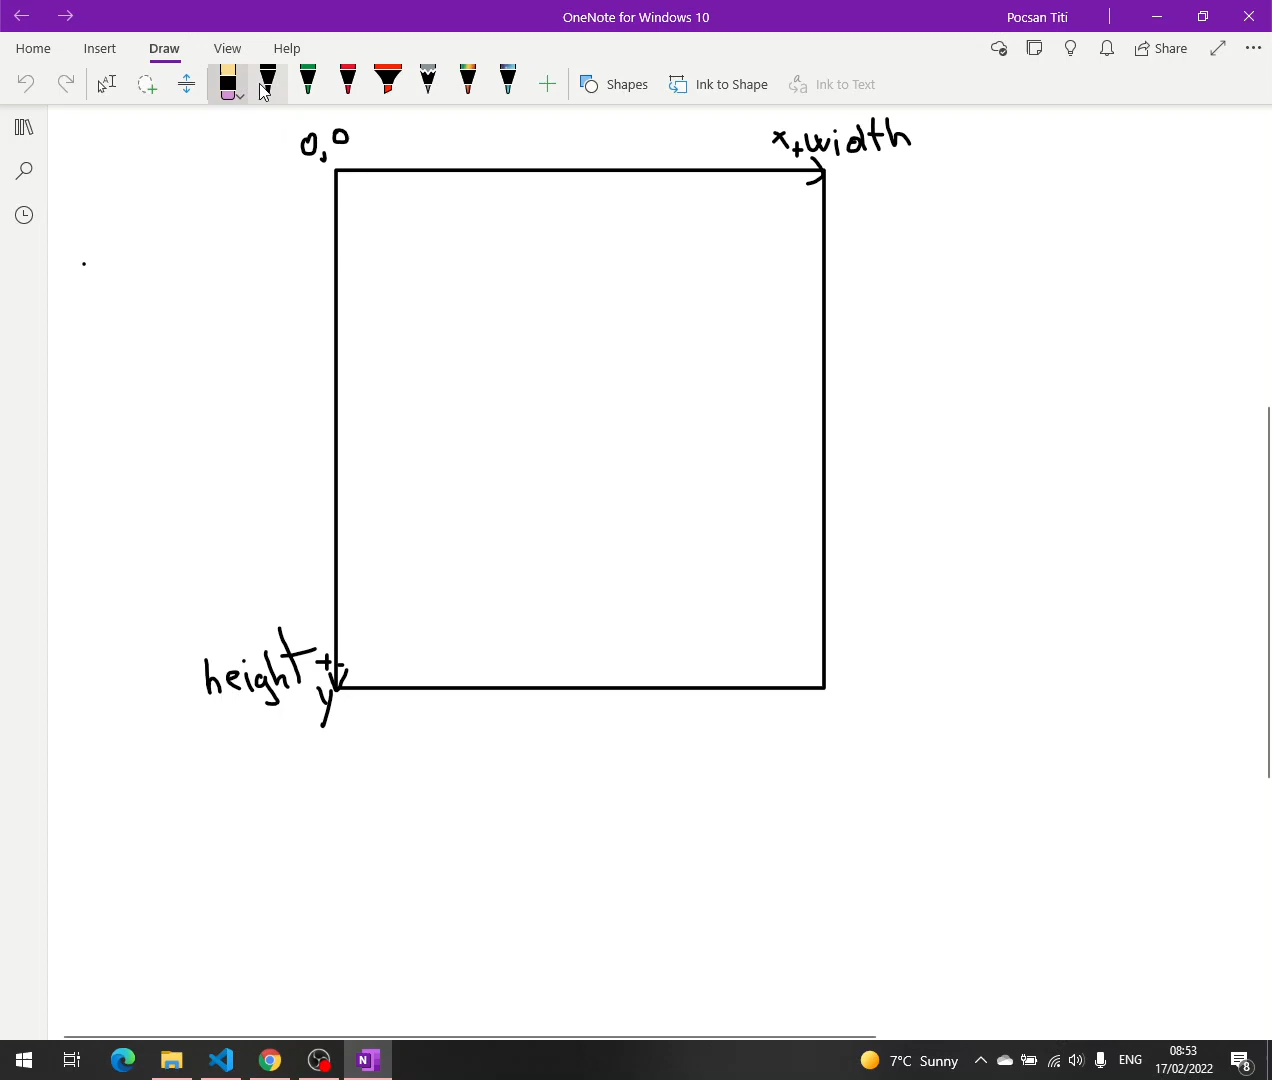 OneNote for Windows 10
Pocsan Titi
Home Insert Draw View Help
Share
Shapes
Ink to Shape
Ink to Text
0,0
x+width
height +
y
7°C Sunny
ENG
08:53
17/02/2022
8